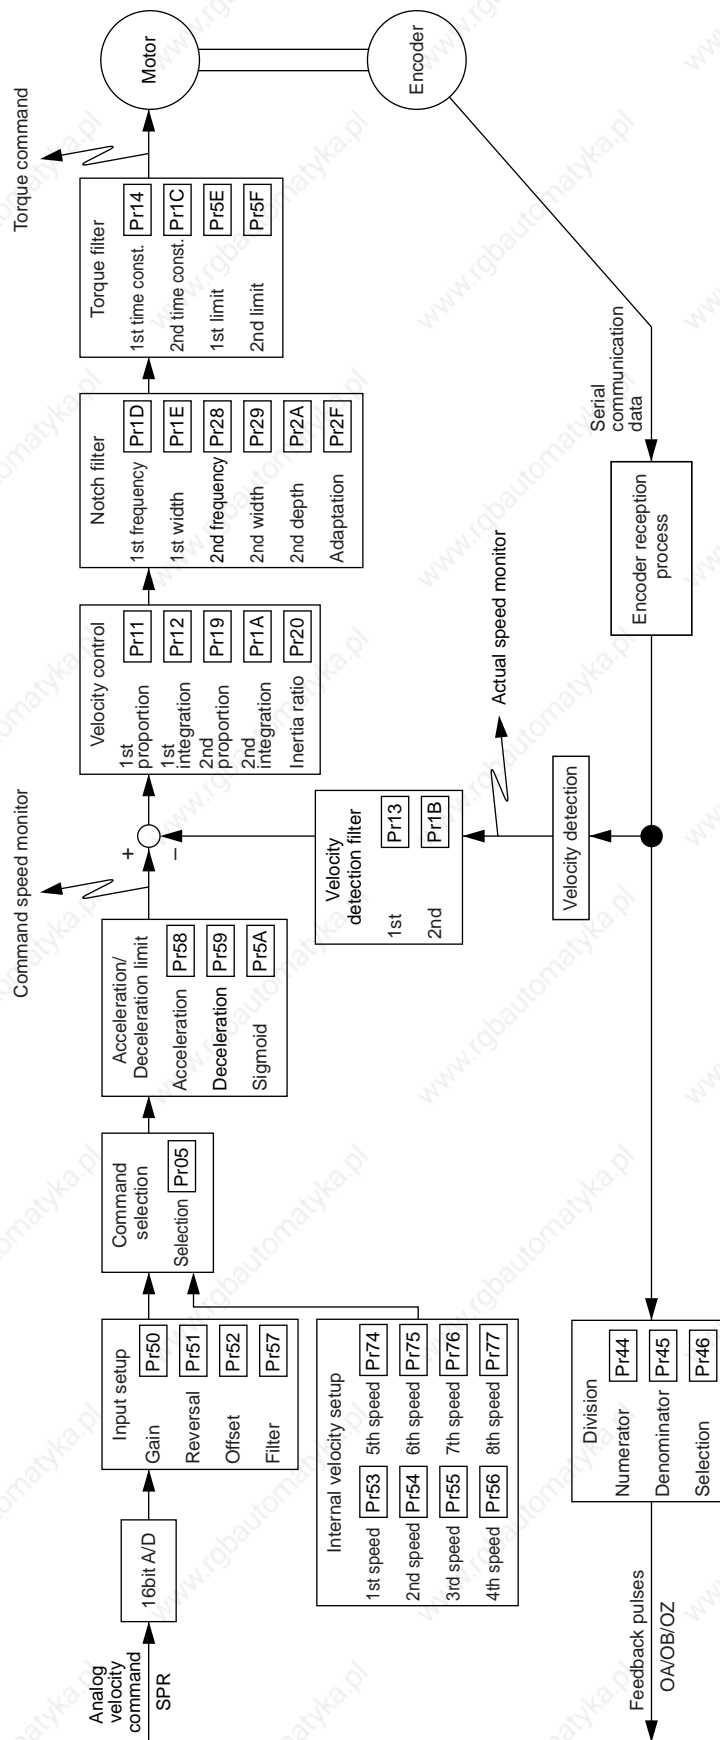 Analog
velocity
command
SPR
16bit A/D
Input setup
Gain Pr50
Reversal Pr51
Offset Pr52
Filter Pr57
Internal velocity setup
1st speed Pr53 5th speed Pr74
2nd speed Pr54 6th speed Pr75
3rd speed Pr55 7th speed Pr76
4th speed Pr56 8th speed Pr77
Command
selection
Selection Pr05
Acceleration/
Deceleration limit
Acceleration Pr58
Deceleration Pr59
Sigmoid Pr5A
Command speed monitor
+
−
Velocity control
1st
proportion Pr11
1st
integration Pr12
2nd
proportion Pr19
2nd
integration Pr1A
Inertia ratio Pr20
Notch filter
1st frequency Pr1D
1st width Pr1E
2nd frequency Pr28
2nd width Pr29
2nd depth Pr2A
Adaptation Pr2F
Torque filter
1st time const. Pr14
2nd time const. Pr1C
1st limit Pr5E
2nd limit Pr5F
Torque command
Motor
Encoder
Velocity
detection filter
1st Pr13
2nd Pr1B
Actual speed monitor
Velocity detection
Serial
communication
data
Encoder reception
process
Division
Numerator Pr44
Denominator Pr45
Selection Pr46
Feedback pulses
OA/OB/OZ
www.rgbautomatyka.pl